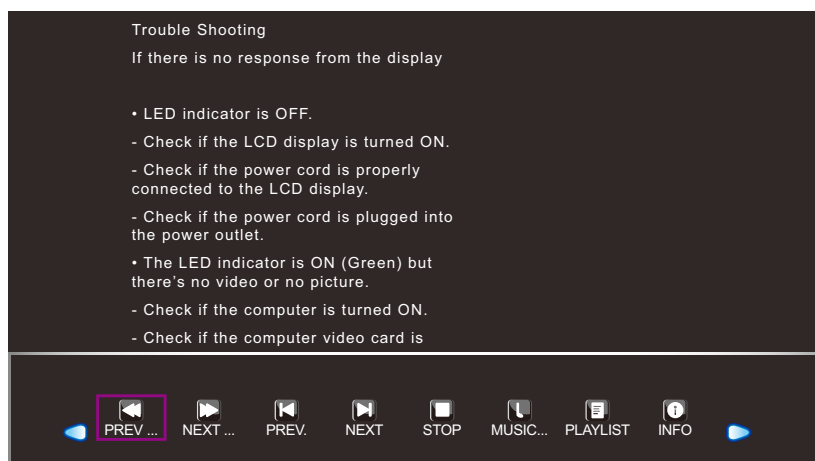 Trouble Shooting
If there is no response from the display
• LED indicator is OFF.
- Check if the LCD display is turned ON.
- Check if the power cord is properly
connected to the LCD display.
- Check if the power cord is plugged into
the power outlet.
• The LED indicator is ON (Green) but
there's no video or no picture.
- Check if the computer is turned ON.
- Check if the computer video card is
PREV ... NEXT ... PREV. NEXT STOP MUSIC... PLAYLIST INFO